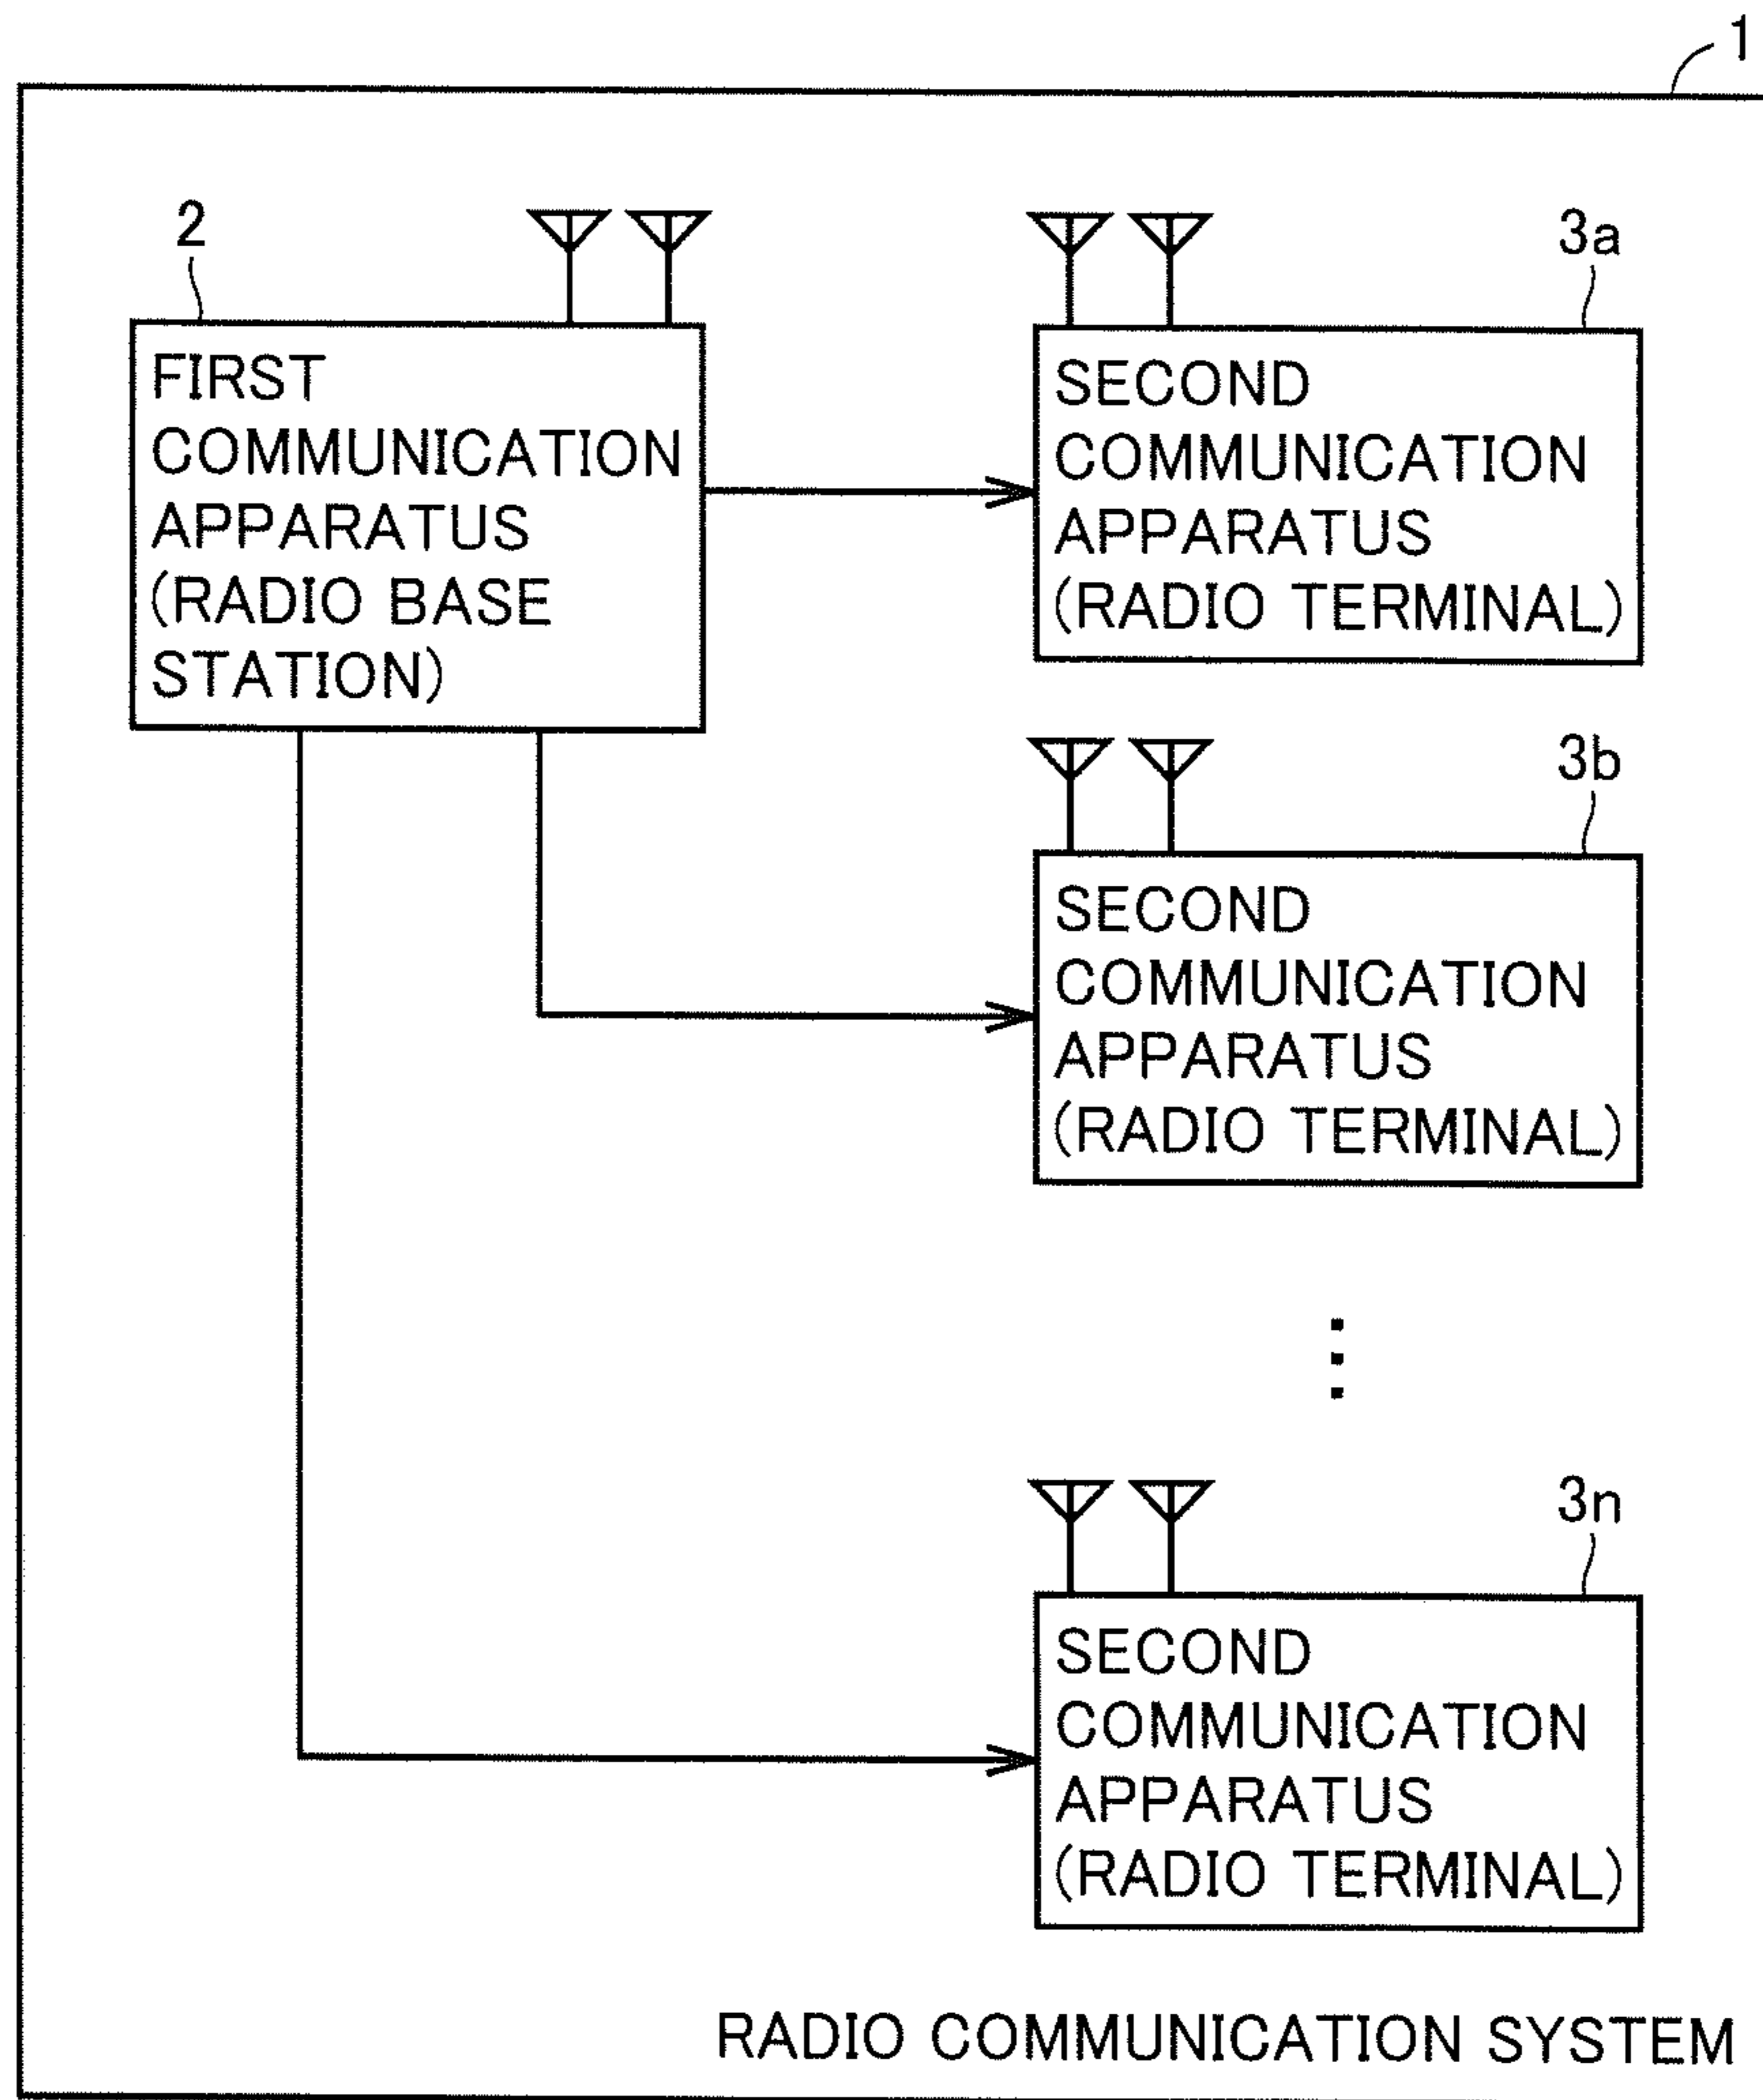 1
2
FIRST
COMMUNICATION
APPARATUS
(RADIO BASE
STATION)
3a
SECOND
COMMUNICATION
APPARATUS
(RADIO TERMINAL)
3b
SECOND
COMMUNICATION
APPARATUS
(RADIO TERMINAL)
3n
SECOND
COMMUNICATION
APPARATUS
(RADIO TERMINAL)
RADIO COMMUNICATION SYSTEM